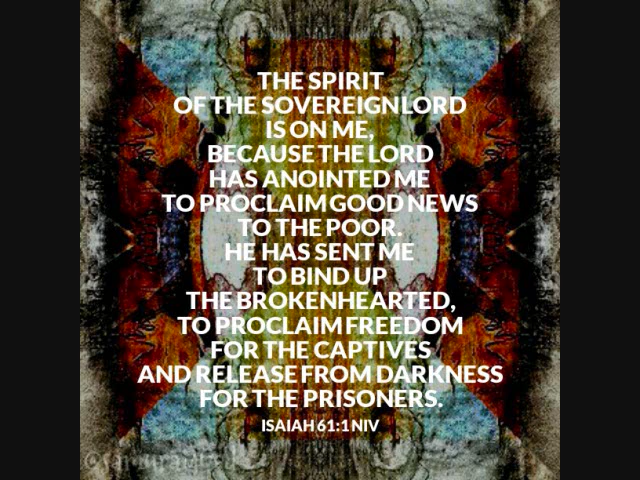 THE SPIRIT
OF THE SOVEREIGN LORD
IS ON ME,
BECAUSE THE LORD
HAS ANOINTED ME
TO PROCLAIM GOOD NEWS
TO THE POOR.
HE HAS SENT ME
TO BIND UP
THE BROKENHEARTED,
TO PROCLAIM FREEDOM
FOR THE CAPTIVES
AND RELEASE FROM DARKNESS
FOR THE PRISONERS.
ISAIAH 61:1 NIV